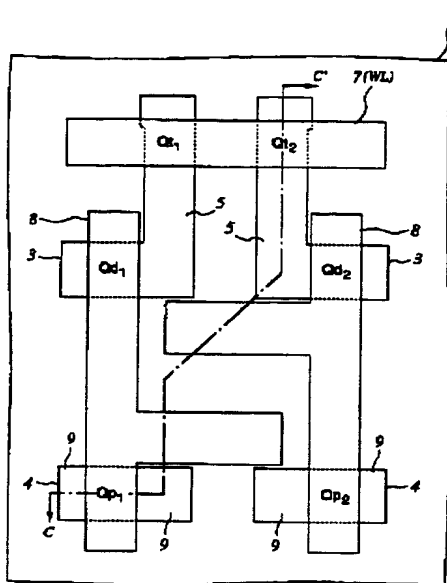 C' 7(WL)
Qt₁ Qt₂
5
8 5 8
3 Qd₁ Qd₂ 3
9 9
4 Qp₁ Qp₂ 4
C 9 9